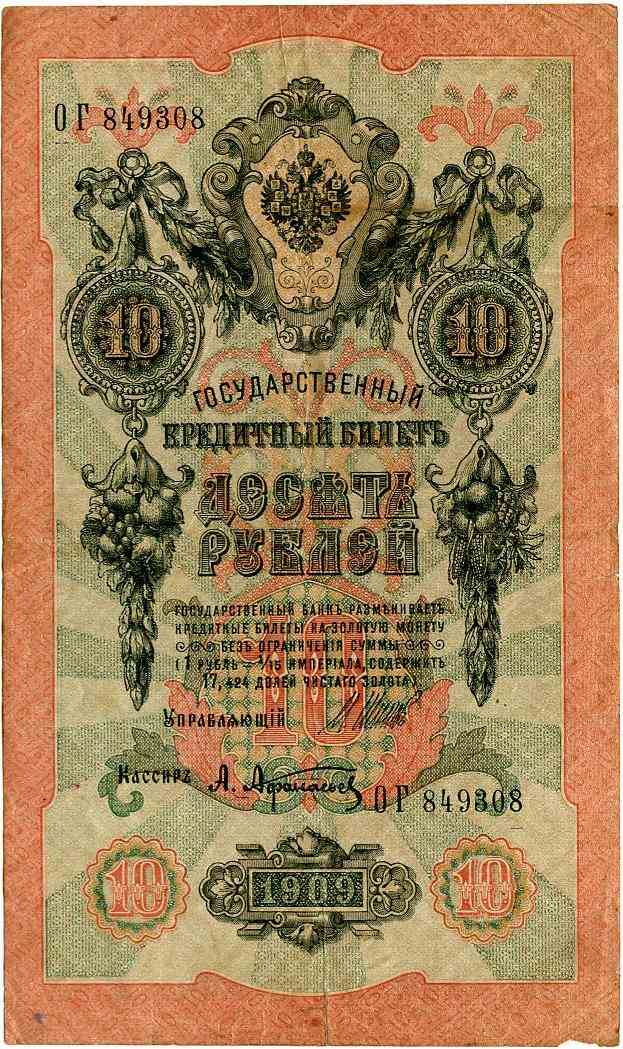 ОГ 849308
10 10
ГОСУДАРСТВЕННЫЙ
КРЕДИТНЫЙ БИЛЕТЪ
ДЕСЯТЬ
РУБЛЕЙ
ГОСУДАРСТВЕННЫЙ БАНКЪ РАЗМѢНИВАЕТЪ
КРЕДИТНЫЕ БИЛЕТЫ НА ЗОЛОТУЮ МОНЕТУ
БЕЗЪ ОГРАНИЧЕНІЯ СУММЫ
(1 РУБЛЬ = 1/15 ИМПЕРІАЛА, СОДЕРЖИТЪ
17,424 ДОЛЕЙ ЧИСТАГО ЗОЛОТА)
10
УПРАВЛЯЮЩІЙ
КАССИРЪ А. Афанасьев
ОГ 849308
10 1909 10